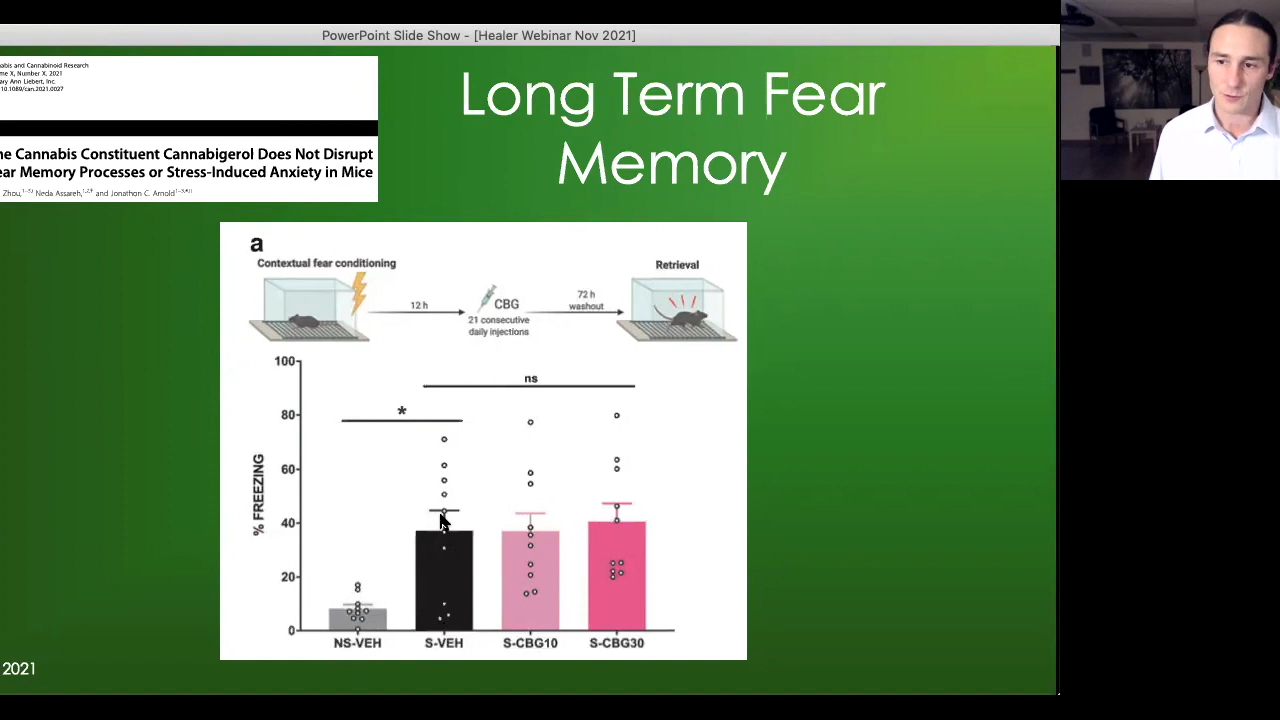 PowerPoint Slide Show - [Healer Webinar Nov 2021]
nabis and Cannabinoid Research
me X, Number X, 2021
ary Ann Liebert, Inc.
10.1089/can.2021.0027
he Cannabis Constituent Cannabigerol Does Not Disrupt
ear Memory Processes or Stress-Induced Anxiety in Mice
Zhou, Neda Assareh, and Jonathon C. Arnold
Long Term Fear
Memory
a
Contextual fear conditioning
Retrieval
12 h
CBG
21 consecutive
daily injections
72 h
washout
% FREEZING
100
80
60
40
20
0
*
ns
NS-VEH
S-VEH
S-CBG10
S-CBG30
2021